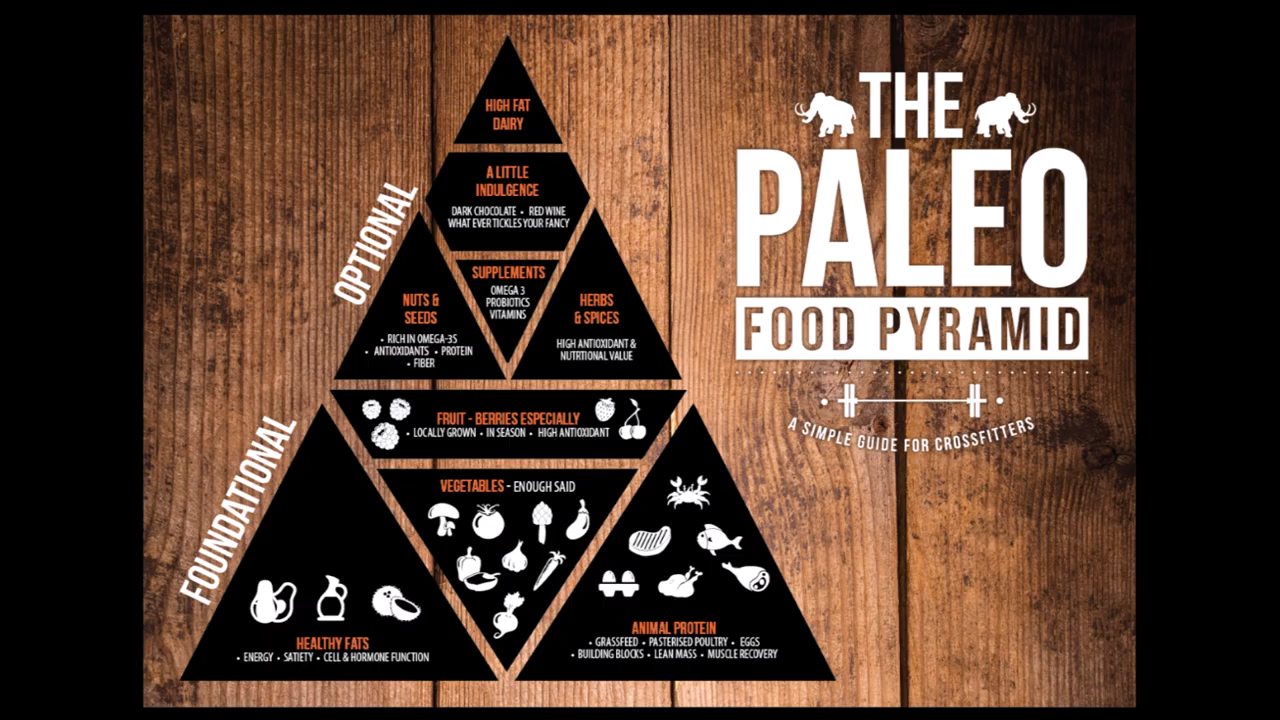 THE
PALEO
FOOD PYRAMID
A SIMPLE GUIDE FOR CROSSFITTERS
OPTIONAL
HIGH FAT
DAIRY
A LITTLE
INDULGENCE
DARK CHOCOLATE • RED WINE
WHAT EVER TICKLES YOUR FANCY
SUPPLEMENTS
OMEGA 3
PROBIOTICS
VITAMINS
NUTS &
SEEDS
• RICH IN OMEGA-3S
• ANTIOXIDANTS • PROTEIN
• FIBER
HERBS
& SPICES
HIGH ANTIOXIDANT &
NUTRTIONAL VALUE
FOUNDATIONAL
FRUIT - BERRIES ESPECIALLY
• LOCALLY GROWN • IN SEASON • HIGH ANTIOXIDANT
VEGETABLES - ENOUGH SAID
HEALTHY FATS
• ENERGY • SATIETY • CELL & HORMONE FUNCTION
ANIMAL PROTEIN
• GRASSFEED • PASTERISED POULTRY • EGGS
• BUILDING BLOCKS • LEAN MASS • MUSCLE RECOVERY